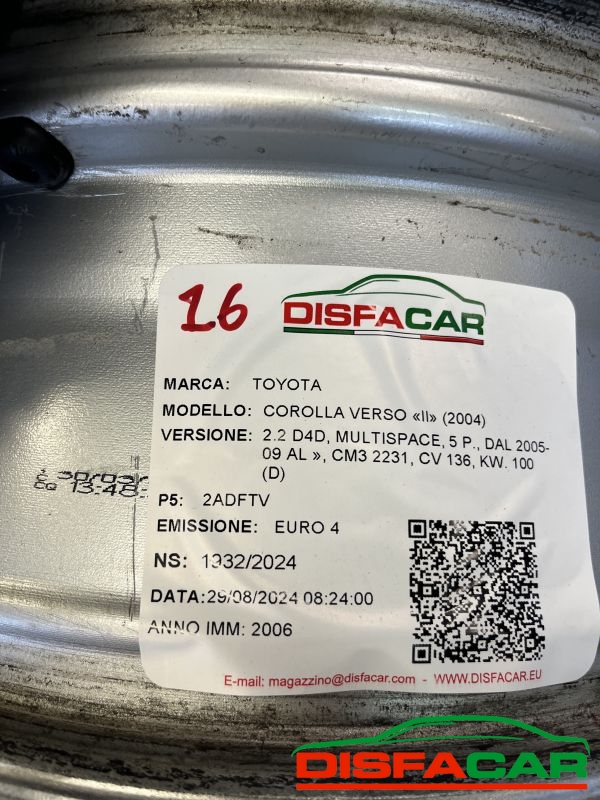 16
DISFACAR
MARCA: TOYOTA
MODELLO: COROLLA VERSO «II» (2004)
VERSIONE: 2.2 D4D, MULTISPACE, 5 P., DAL 2005-
09 AL », CM3 2231, CV 136, KW. 100
(D)
P5: 2ADFTV
EMISSIONE: EURO 4
NS: 1932/2024
DATA:29/08/2024 08:24:00
ANNO IMM: 2006
E-mail: magazzino@disfacar.com - WWW.DISFACAR.EU
DISFACAR